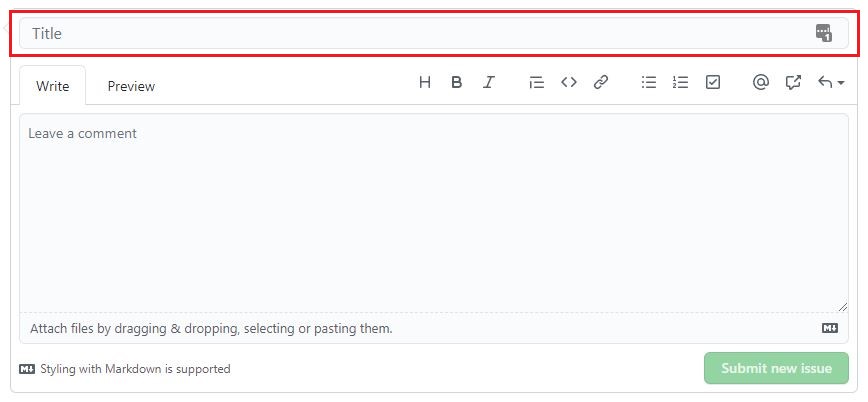 Title
Write Preview H B I @
Leave a comment
Attach files by dragging & dropping, selecting or pasting them.
Styling with Markdown is supported
Submit new issue